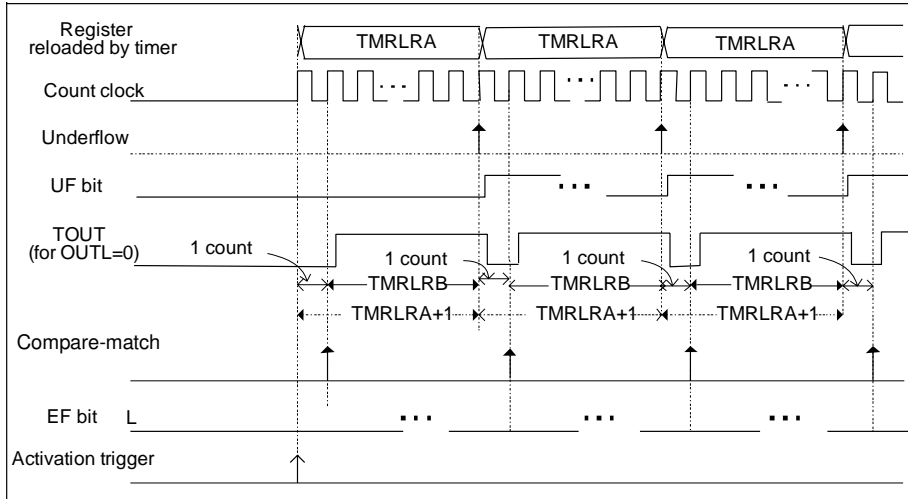 Register
reloaded by timer
TMRLRA
TMRLRA
TMRLRA
Count clock
Underflow
UF bit
TOUT
(for OUTL=0)
1 count
1 count
1 count
1 count
TMRLRB
TMRLRB
TMRLRB
TMRLRA+1
TMRLRA+1
TMRLRA+1
Compare-match
EF bit L
Activation trigger